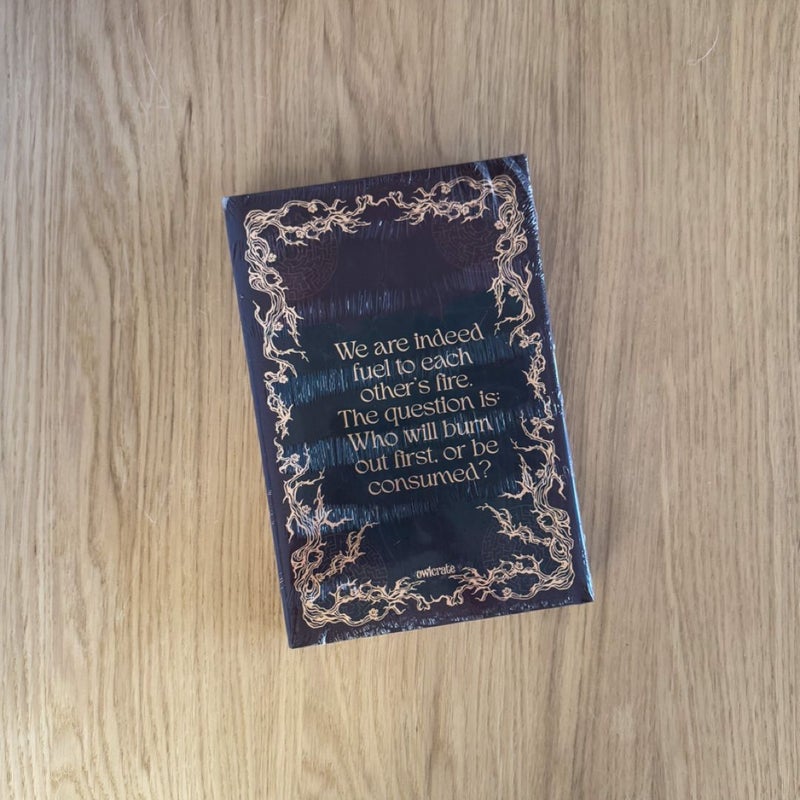 We are indeed
fuel to each
other's fire.
The question is:
Who will burn
out first, or be
consumed?
owlcrate